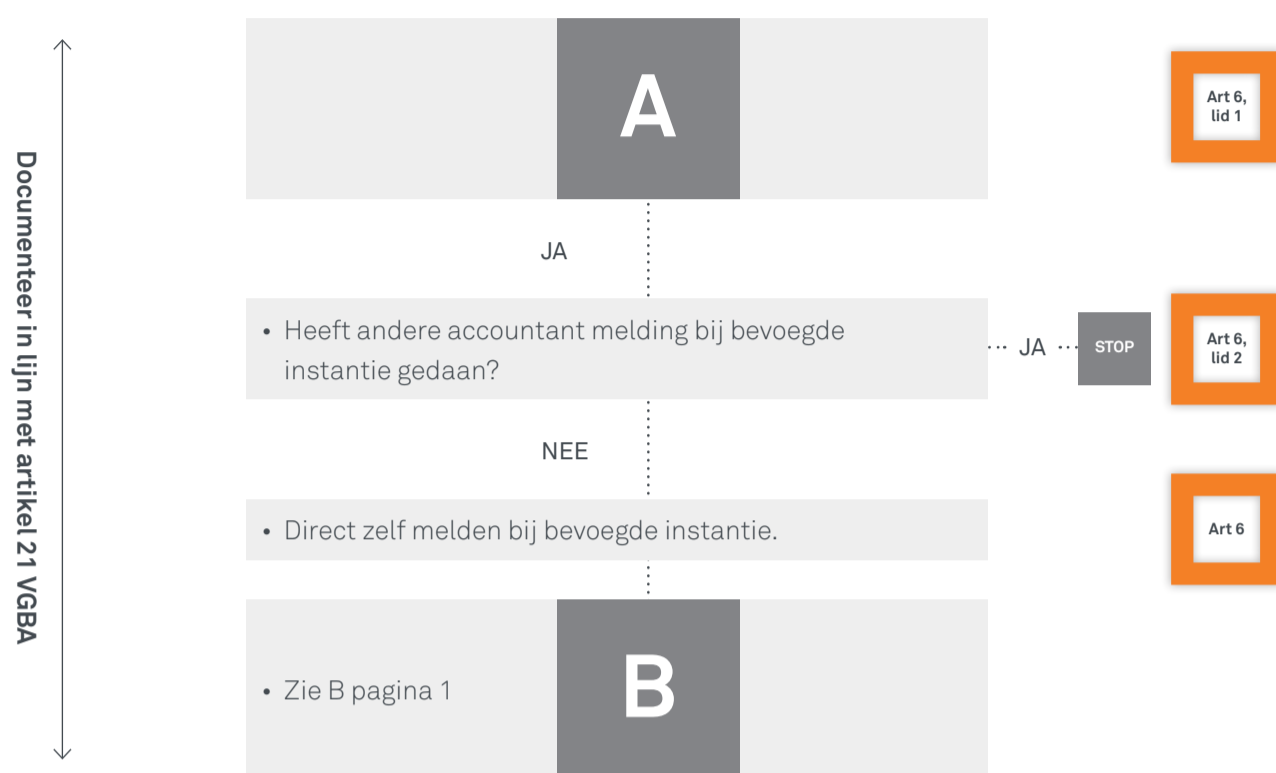 Documenteer in lijn met artikel 21 VGBA
A
Art 6,
lid 1
JA
• Heeft andere accountant melding bij bevoegde
instantie gedaan?
JA
STOP
Art 6,
lid 2
NEE
• Direct zelf melden bij bevoegde instantie.
Art 6
• Zie B pagina 1
B